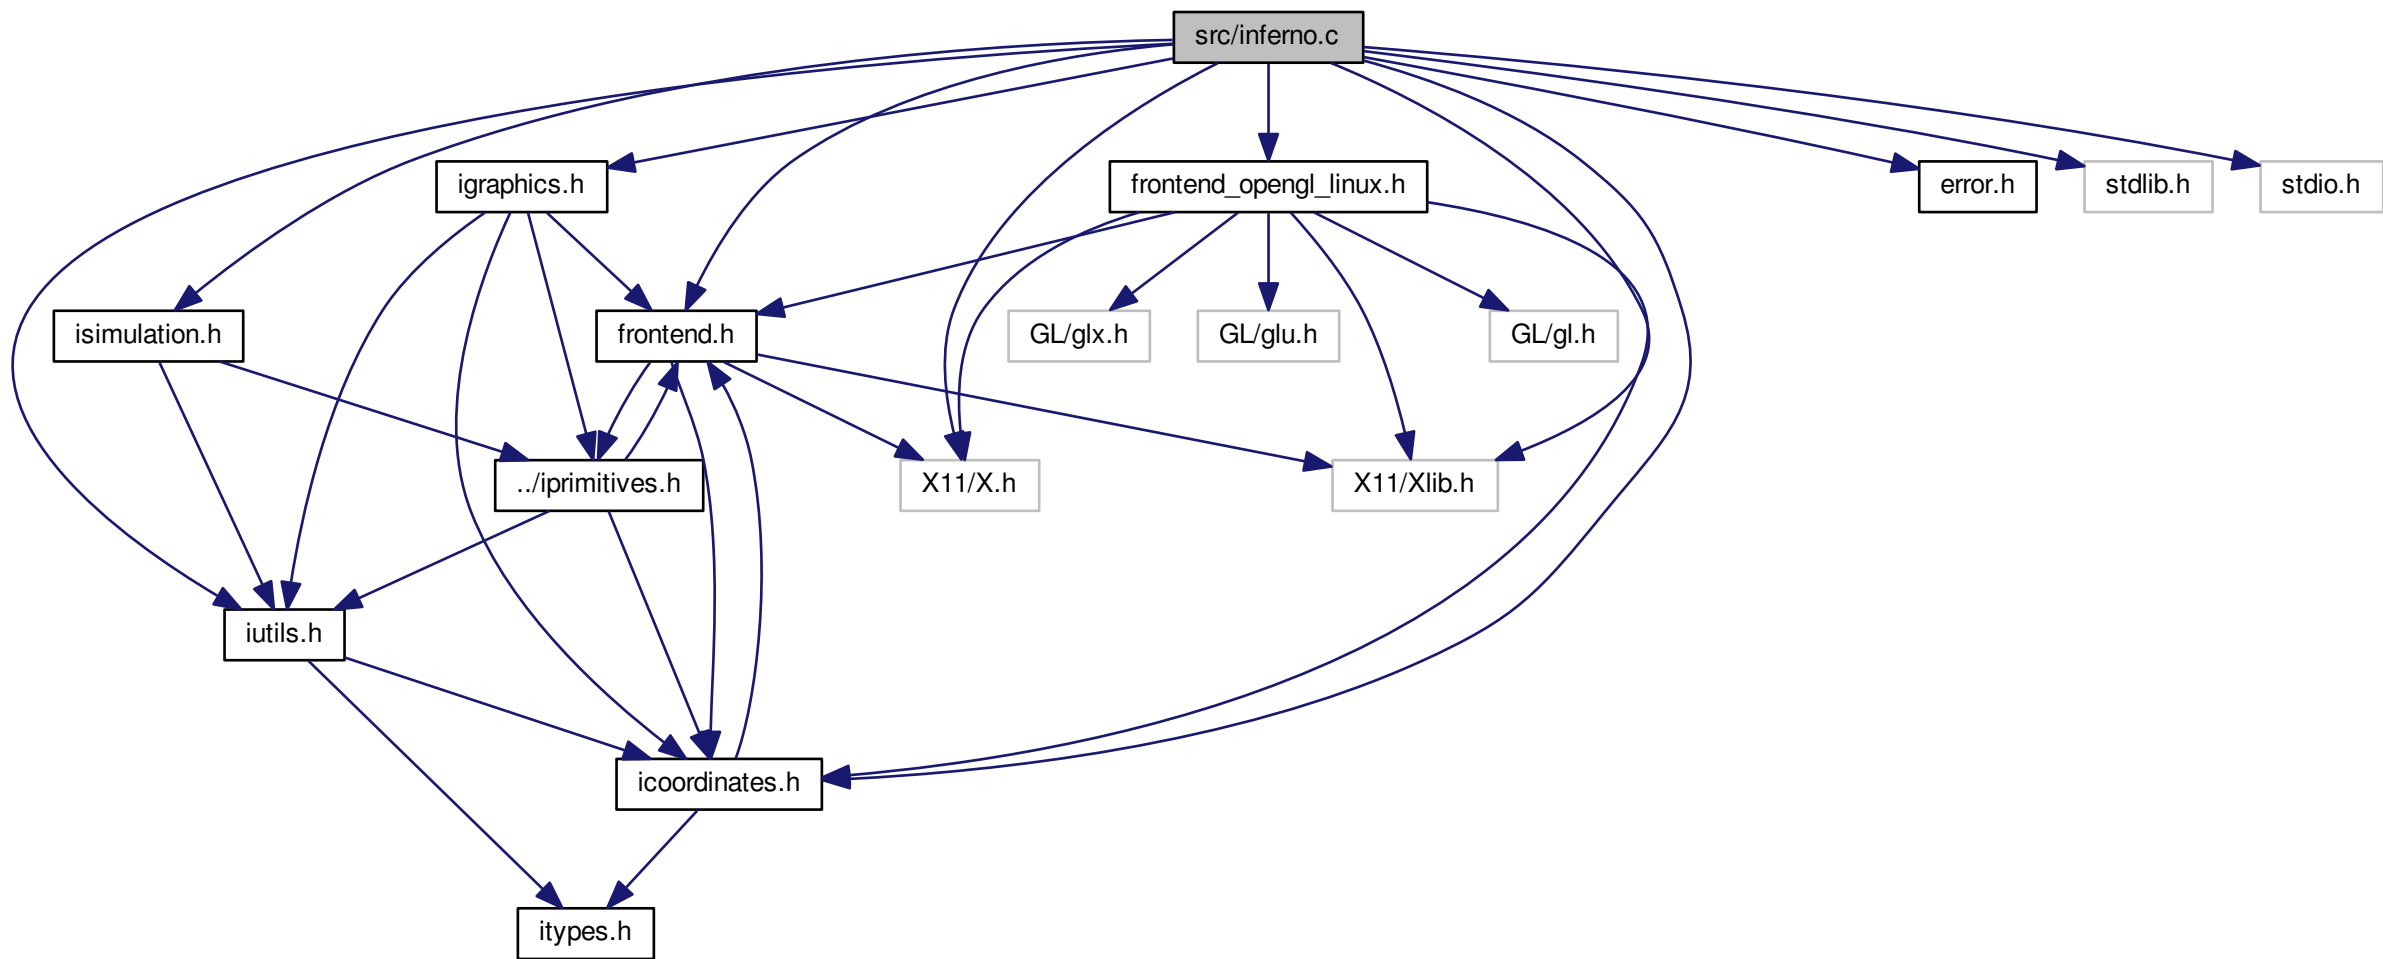 src/inferno.c
igraphics.h
frontend_opengl_linux.h
error.h
stdlib.h
stdio.h
isimulation.h
frontend.h
GL/glx.h
GL/glu.h
GL/gl.h
../iprimitives.h
X11/X.h
X11/Xlib.h
iutils.h
icoordinates.h
itypes.h